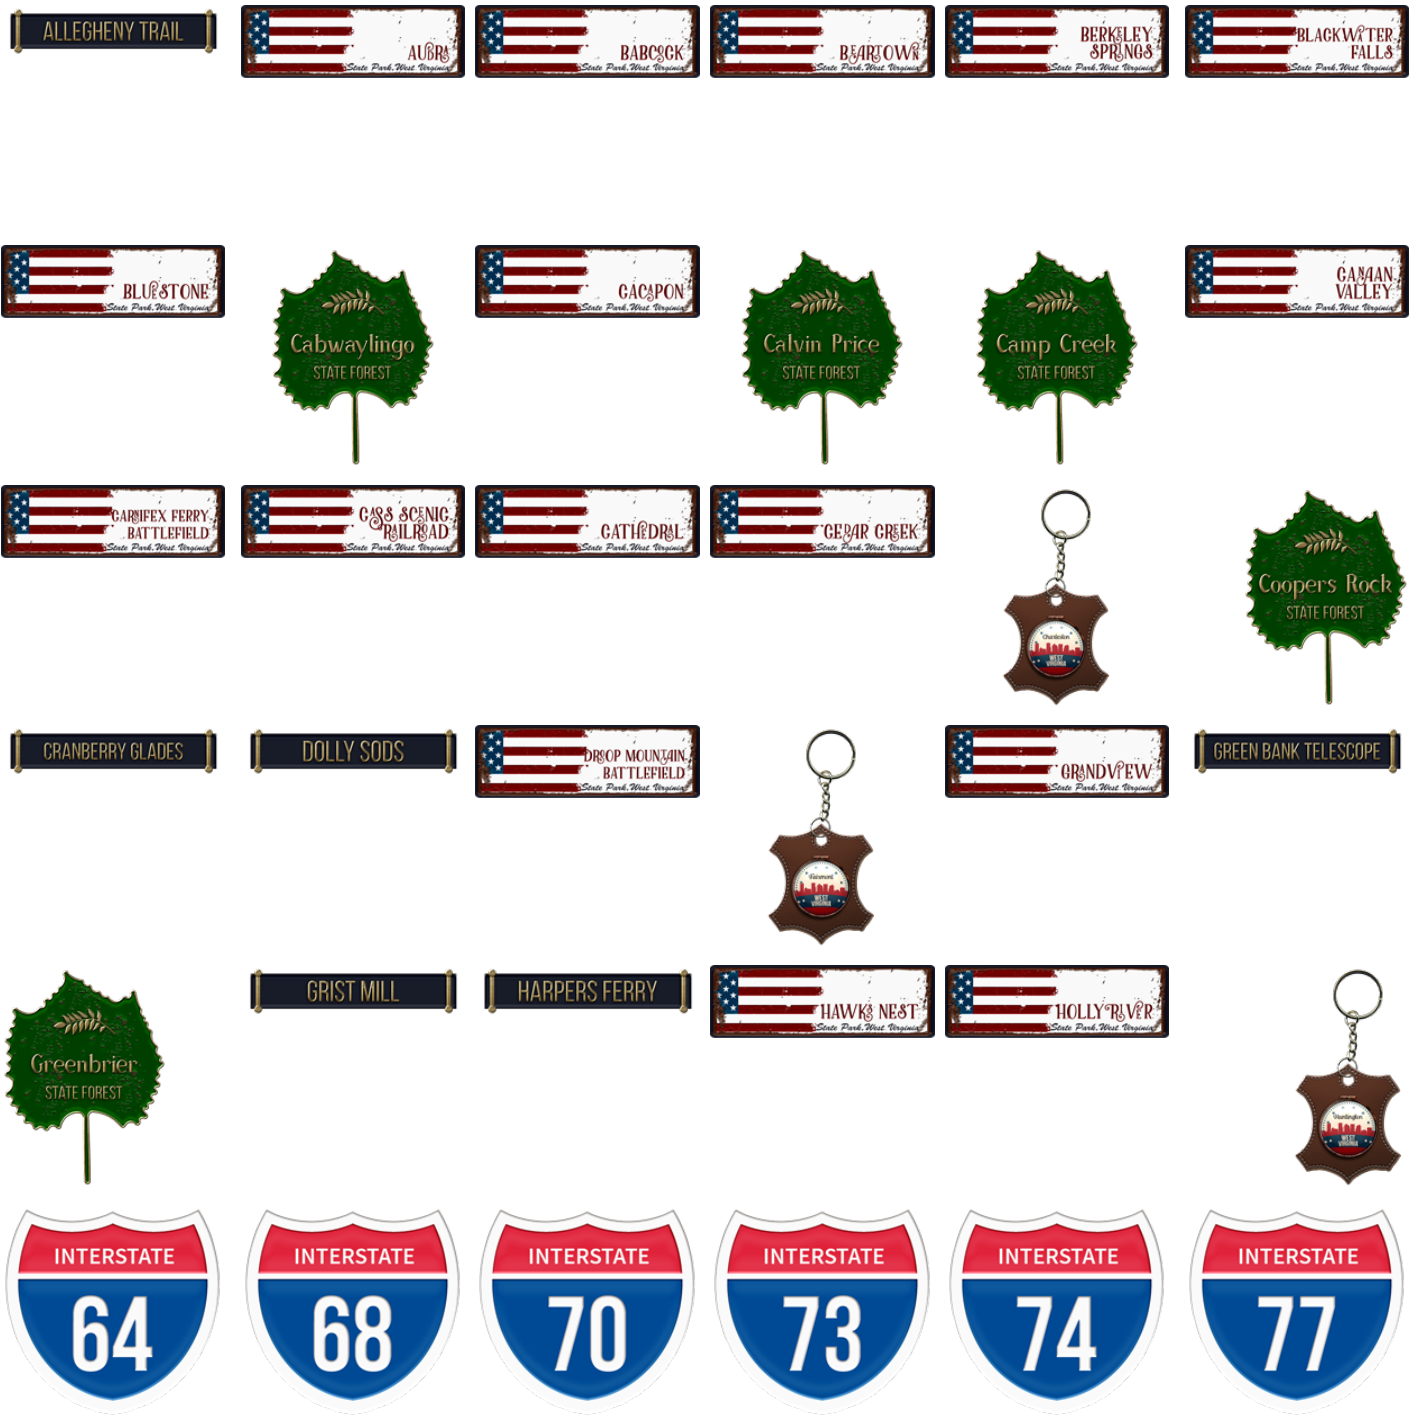 ALLEGHENY TRAIL
AUDRA
State Park, West Virginia
BABCOCK
State Park, West Virginia
BEARTOWN
State Park, West Virginia
BERKELEY
SPRINGS
State Park, West Virginia
BLACKWATER
FALLS
State Park, West Virginia
BLUESTONE
State Park, West Virginia
Cabwaylingo
STATE FOREST
CACAPON
State Park, West Virginia
Calvin Price
STATE FOREST
Camp Creek
STATE FOREST
CANAAN
VALLEY
State Park, West Virginia
CARNIFEX FERRY
BATTLEFIELD
State Park, West Virginia
CASS SCENIC
RAILROAD
State Park, West Virginia
CATHEDRAL
State Park, West Virginia
CEDAR CREEK
State Park, West Virginia
Charleston
WEST
VIRGINIA
Coopers Rock
STATE FOREST
CRANBERRY GLADES
DOLLY SODS
DROOP MOUNTAIN
BATTLEFIELD
State Park, West Virginia
Fairmont
WEST
VIRGINIA
GRANDVIEW
State Park, West Virginia
GREEN BANK TELESCOPE
Greenbrier
STATE FOREST
GRIST MILL
HARPERS FERRY
HAWKS NEST
State Park, West Virginia
HOLLY RIVER
State Park, West Virginia
Huntington
WEST
VIRGINIA
INTERSTATE
64
INTERSTATE
68
INTERSTATE
70
INTERSTATE
73
INTERSTATE
74
INTERSTATE
77